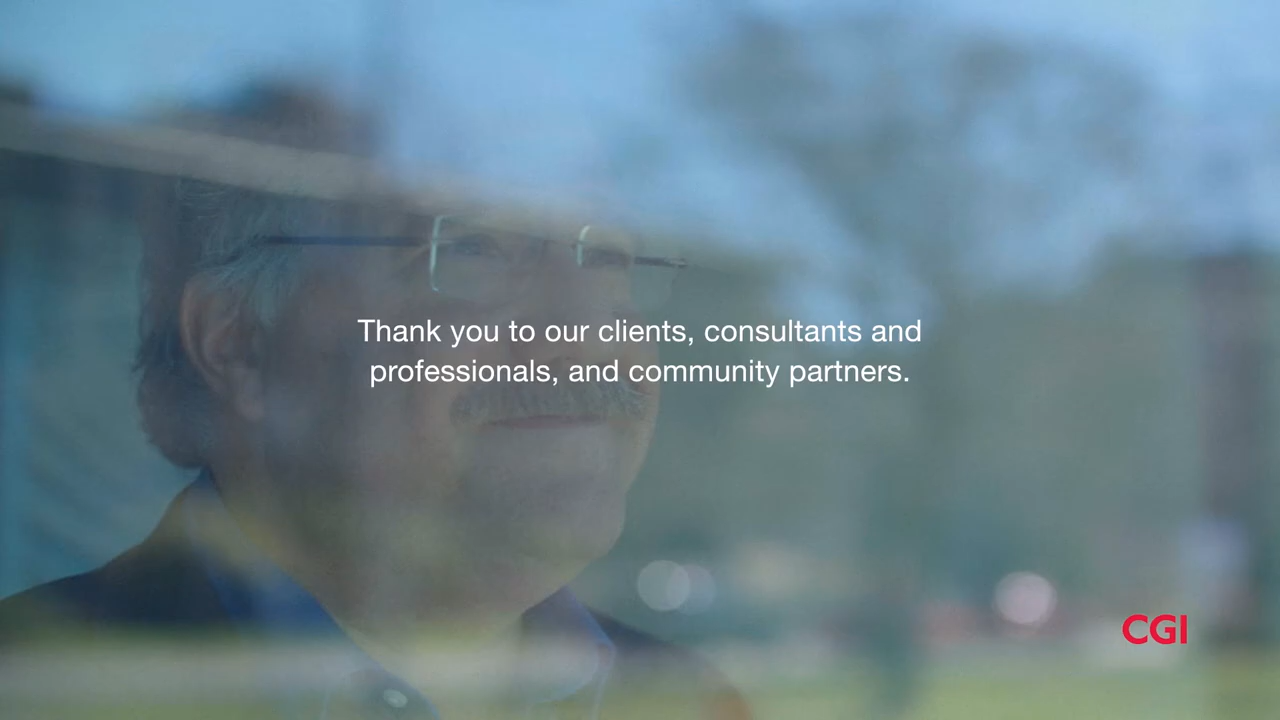 Thank you to our clients, consultants and
professionals, and community partners.
CGI